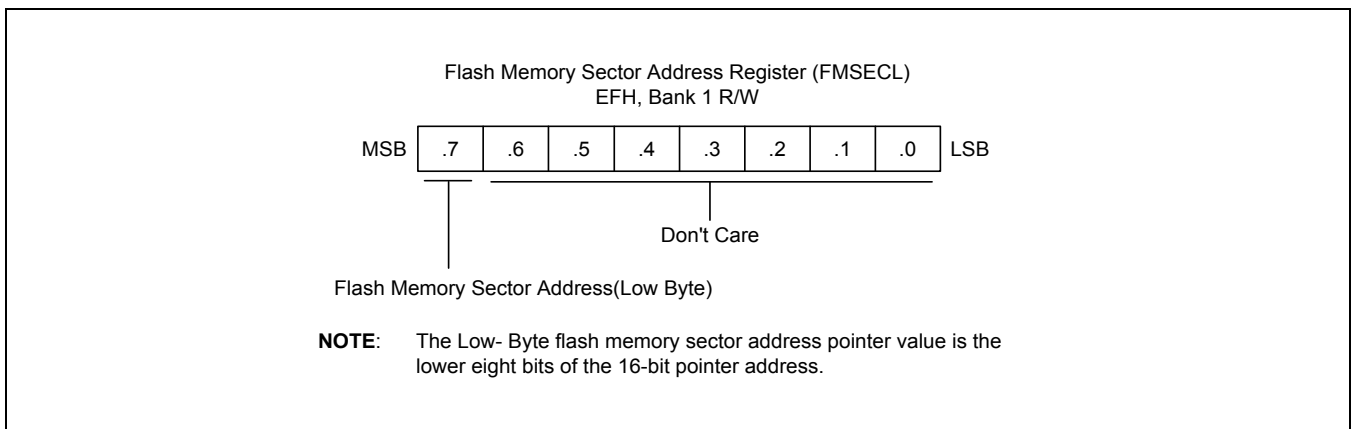 Flash Memory Sector Address Register (FMSECL)
EFH, Bank 1 R/W
MSB .7 .6 .5 .4 .3 .2 .1 .0 LSB
Don't Care
Flash Memory Sector Address(Low Byte)
NOTE: The Low- Byte flash memory sector address pointer value is the
lower eight bits of the 16-bit pointer address.